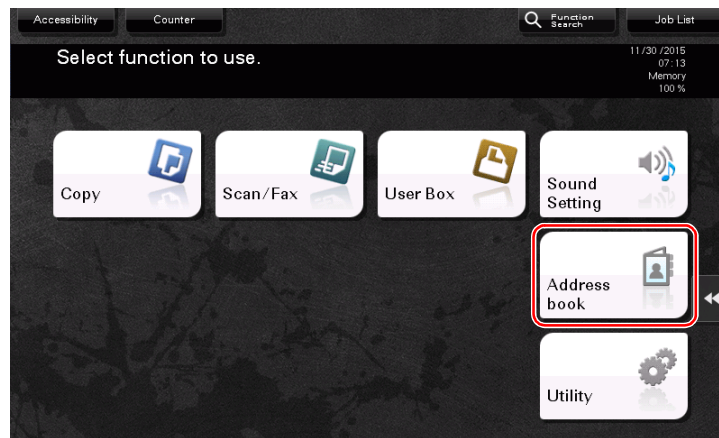 Accessibility
Counter
Function
Search
Job List
Select function to use.
11/30 /2015
07:13
Memory
100 %
Copy
Scan/Fax
User Box
Sound
Setting
Address
book
Utility